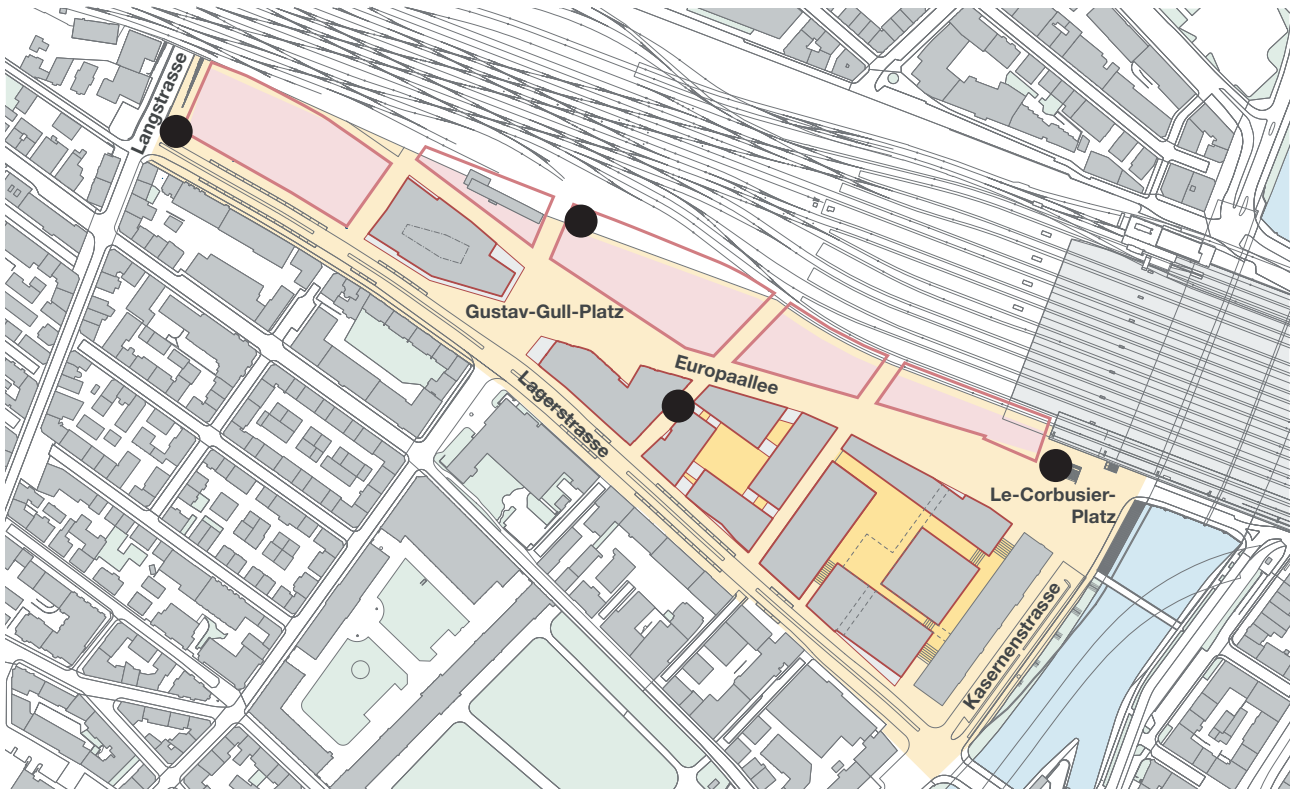 Langstrasse
Gustav-Gull-Platz
Europaallee
Lagerstrasse
Le-Corbusier-
Platz
Kasernenstrasse